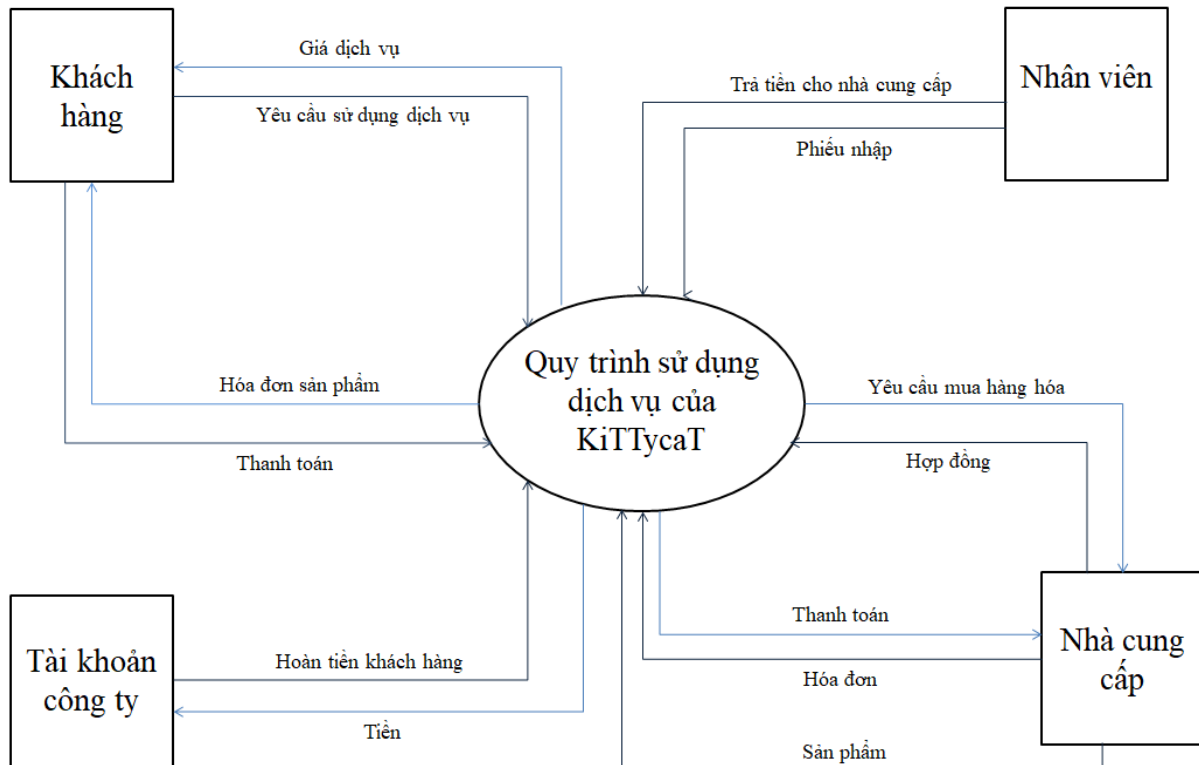 Giá dịch vụ
Khách
hàng
Yêu cầu sử dụng dịch vụ
Nhân viên
Trả tiền cho nhà cung cấp
Phiếu nhập
Quy trình sử dụng
dịch vụ của
KiTTycaT
Hóa đơn sản phẩm
Thanh toán
Yêu cầu mua hàng hóa
Hợp đồng
Tài khoản
công ty
Hoàn tiền khách hàng
Tiền
Thanh toán
Hóa đơn
Nhà cung
cấp
Sản phẩm